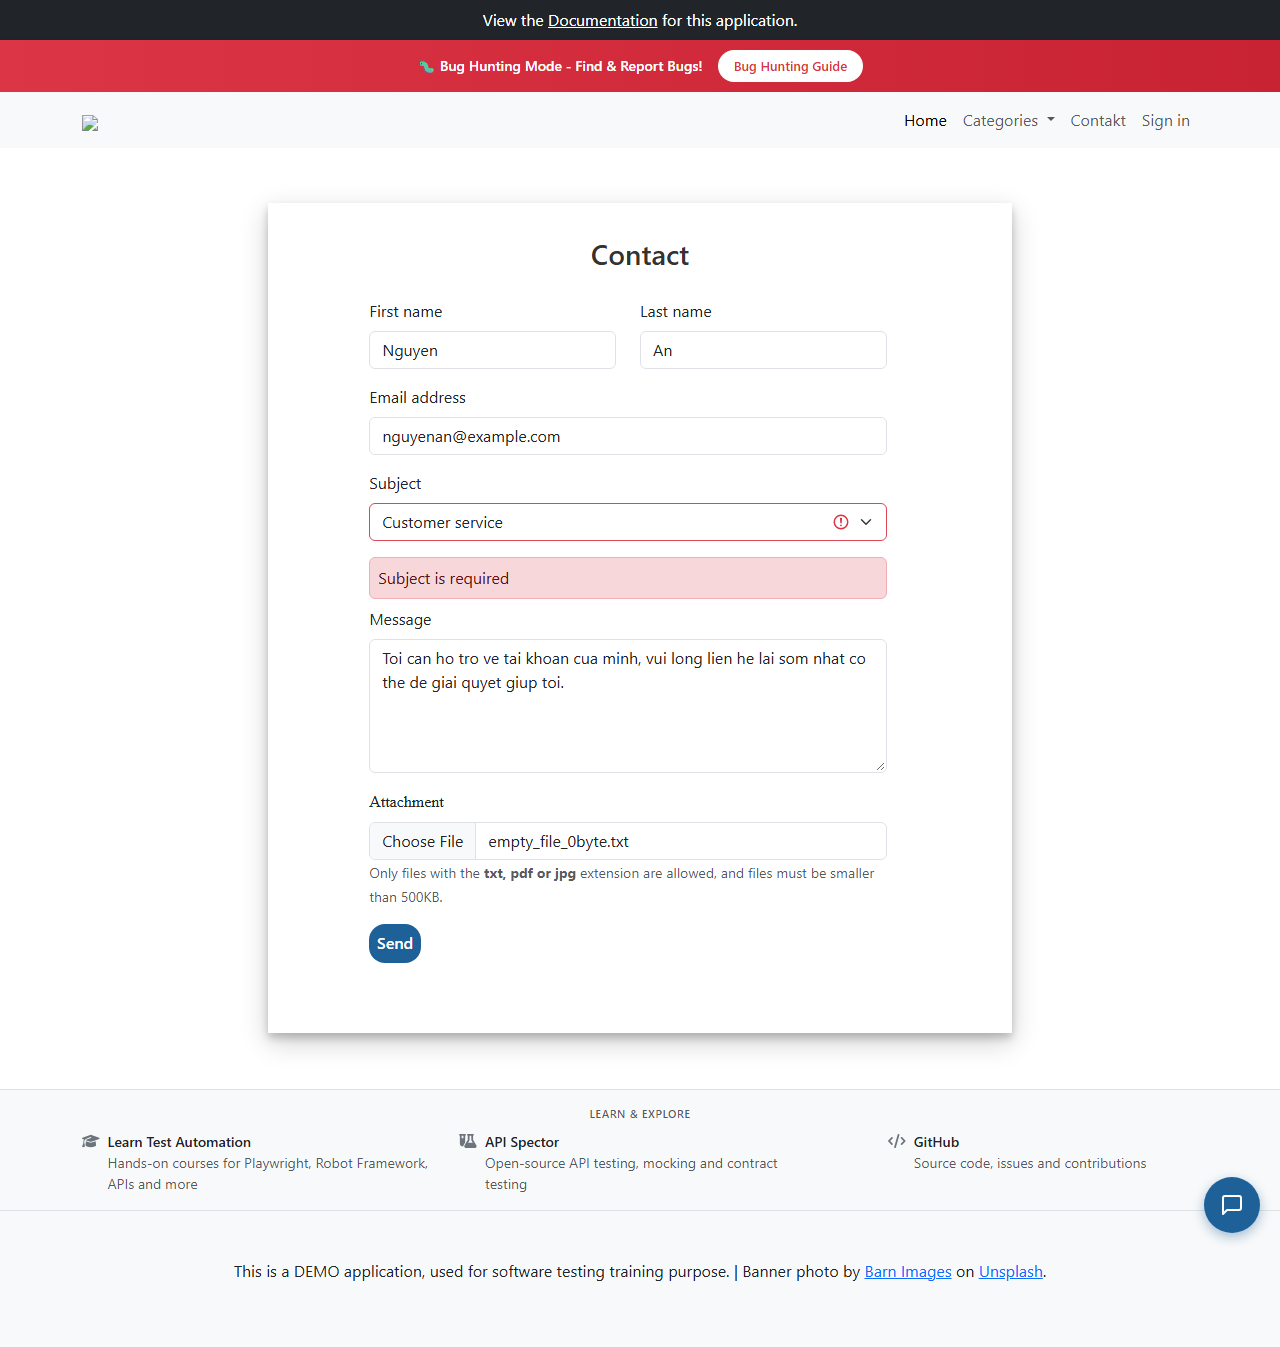 View the Documentation for this application.
Bug Hunting Mode - Find & Report Bugs! Bug Hunting Guide
Home Categories Contakt Sign in
Contact
First name Last name
Nguyen An
Email address
nguyenan@example.com
Subject
Customer service
Subject is required
Message
Toi can ho tro ve tai khoan cua minh, vui long lien he lai som nhat co
the de giai quyet giup toi.
Attachment
Choose File empty_file_0byte.txt
Only files with the txt, pdf or jpg extension are allowed, and files must be smaller
than 500KB.
Send
LEARN & EXPLORE
Learn Test Automation
Hands-on courses for Playwright, Robot Framework,
APIs and more
API Spector
Open-source API testing, mocking and contract
testing
GitHub
Source code, issues and contributions
This is a DEMO application, used for software testing training purpose. | Banner photo by Barn Images on Unsplash.